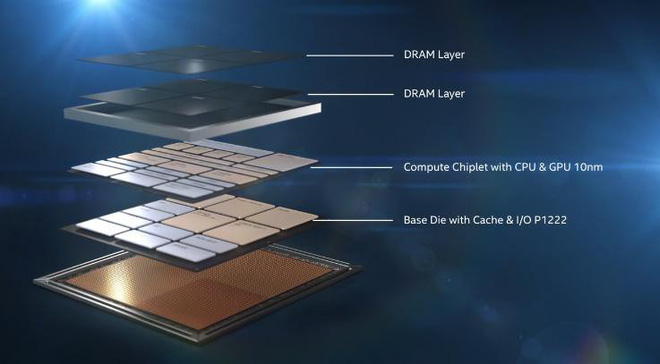 DRAM Layer
DRAM Layer
Compute Chiplet with CPU & GPU 10nm
Base Die with Cache & I/O P1222